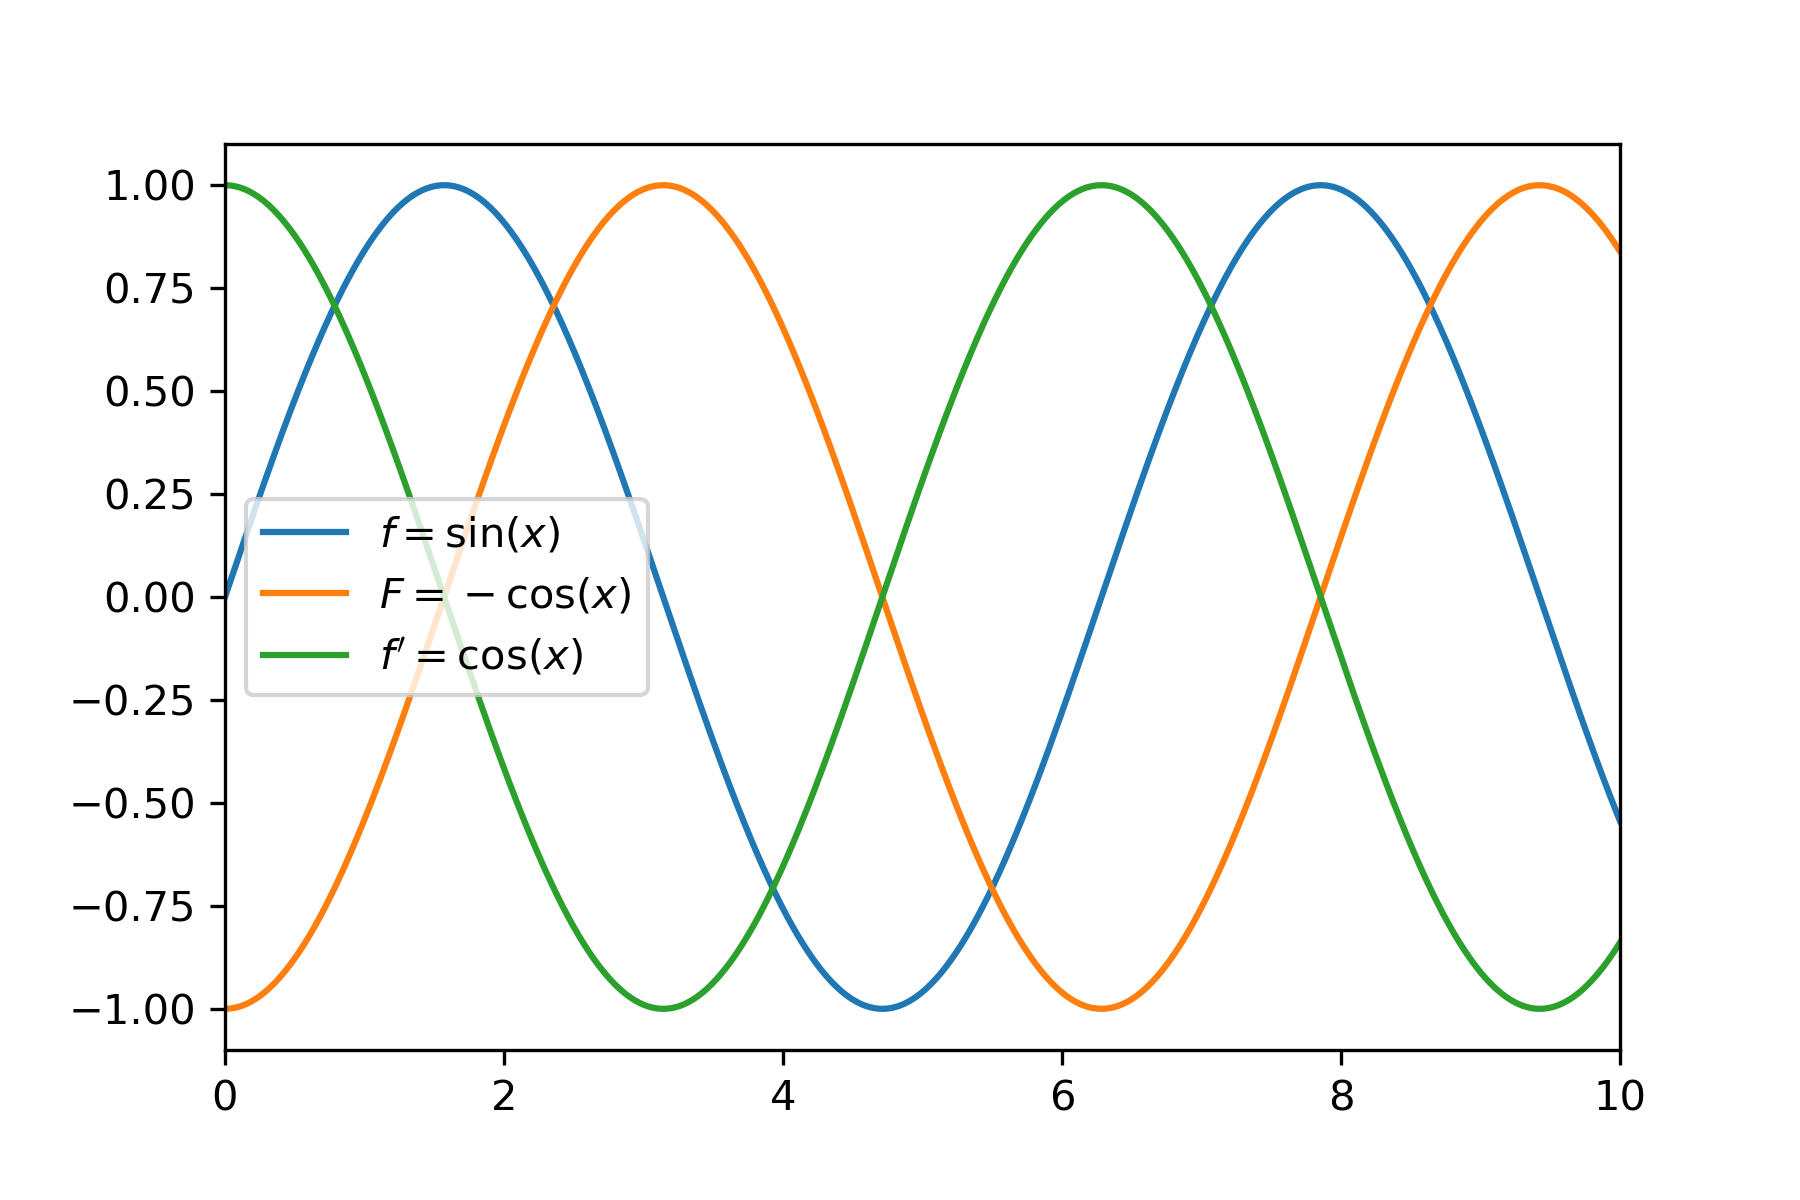 1.00
0.75
0.50
0.25
0.00
−0.25
−0.50
−0.75
−1.00
f = sin(x)
F = − cos(x)
f′ = cos(x)
0 2 4 6 8 10